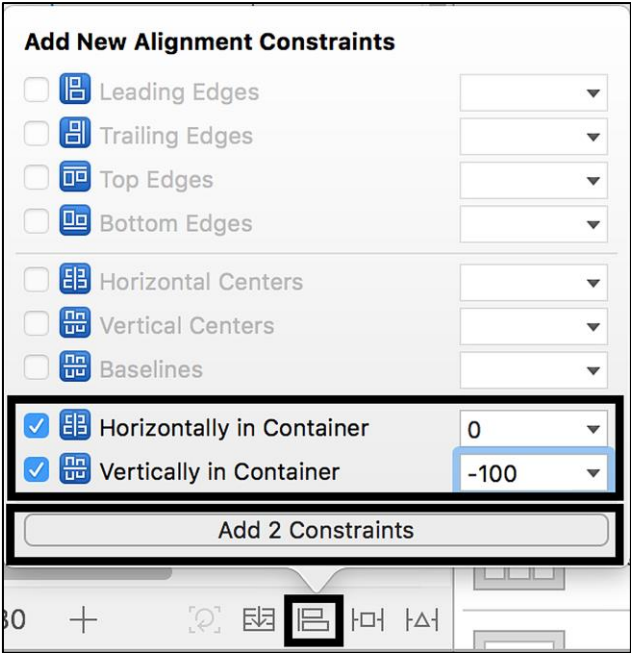 Add New Alignment Constraints
Leading Edges
Trailing Edges
Top Edges
Bottom Edges
Horizontal Centers
Vertical Centers
Baselines
Horizontally in Container 0
Vertically in Container -100
Add 2 Constraints